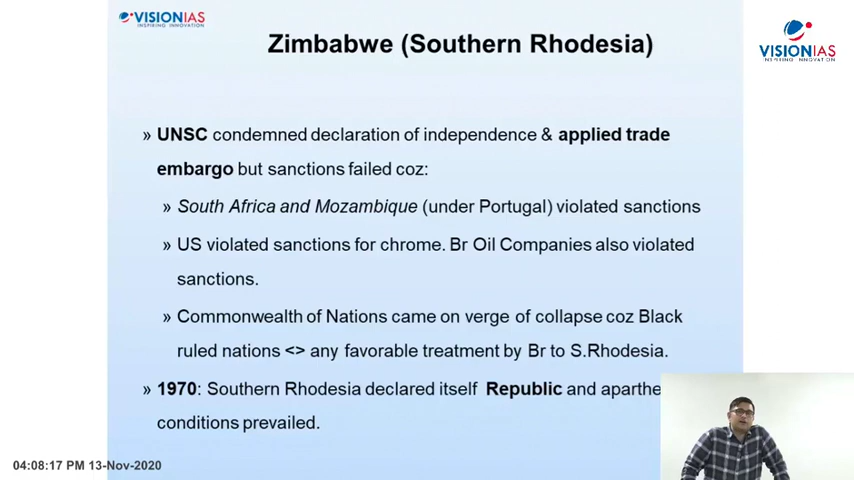 VISIONIAS
INSPIRING INNOVATION
VISIONIAS
INSPIRING INNOVATION
Zimbabwe (Southern Rhodesia)
» UNSC condemned declaration of independence & applied trade
embargo but sanctions failed coz:
» South Africa and Mozambique (under Portugal) violated sanctions
» US violated sanctions for chrome. Br Oil Companies also violated
sanctions.
» Commonwealth of Nations came on verge of collapse coz Black
ruled nations <> any favorable treatment by Br to S.Rhodesia.
» 1970: Southern Rhodesia declared itself Republic and aparthe
conditions prevailed.
04:08:17 PM 13-Nov-2020